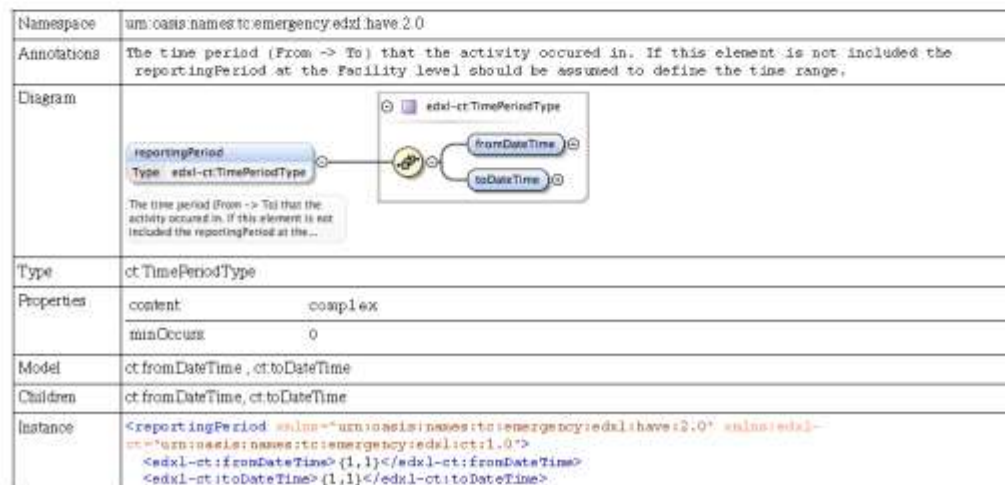 Namespace urn:oasis:names:tc:emergency:edxl:have:2.0
Annotations The time period (From -> To) that the activity occured in. If this element is not included the
reportingPeriod at the Facility level should be assumed to define the time range.
Diagram
edxl-ct:TimePeriodType
fromDateTime
reportingPeriod
Type edxl-ct:TimePeriodType
toDateTime
The time period (From -> To) that the
activity occured in. If this element is not
included the reportingPeriod at the...
Type ct:TimePeriodType
Properties content complex
minOccurs 0
Model ct:fromDateTime , ct:toDateTime
Children ct:fromDateTime, ct:toDateTime
Instance <reportingPeriod xmlns="urn:oasis:names:tc:emergency:edxl:have:2.0" xmlns:edxl-
ct="urn:oasis:names:tc:emergency:edxl:ct:1.0">
<edxl-ct:fromDateTime>{1,1}</edxl-ct:fromDateTime>
<edxl-ct:toDateTime>{1,1}</edxl-ct:toDateTime>